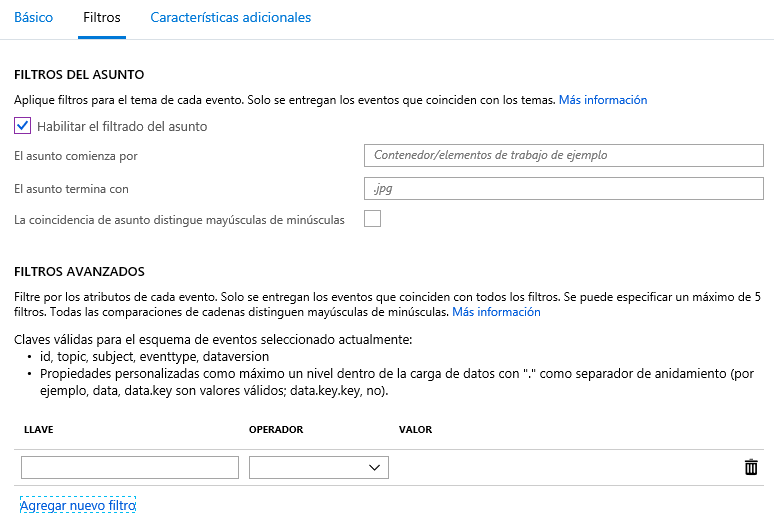 Básico Filtros Características adicionales
FILTROS DEL ASUNTO
Aplique filtros para el tema de cada evento. Solo se entregan los eventos que coinciden con los temas. Más información
Habilitar el filtrado del asunto
El asunto comienza por Contenedor/elementos de trabajo de ejemplo
El asunto termina con .jpg
La coincidencia de asunto distingue mayúsculas de minúsculas
FILTROS AVANZADOS
Filtre por los atributos de cada evento. Solo se entregan los eventos que coinciden con todos los filtros. Se puede especificar un máximo de 5
filtros. Todas las comparaciones de cadenas distinguen mayúsculas de minúsculas. Más información
Claves válidas para el esquema de eventos seleccionado actualmente:
• id, topic, subject, eventtype, dataversion
• Propiedades personalizadas como máximo un nivel dentro de la carga de datos con "." como separador de anidamiento (por
ejemplo, data, data.key son valores válidos; data.key.key, no).
LLAVE OPERADOR VALOR
Agregar nuevo filtro